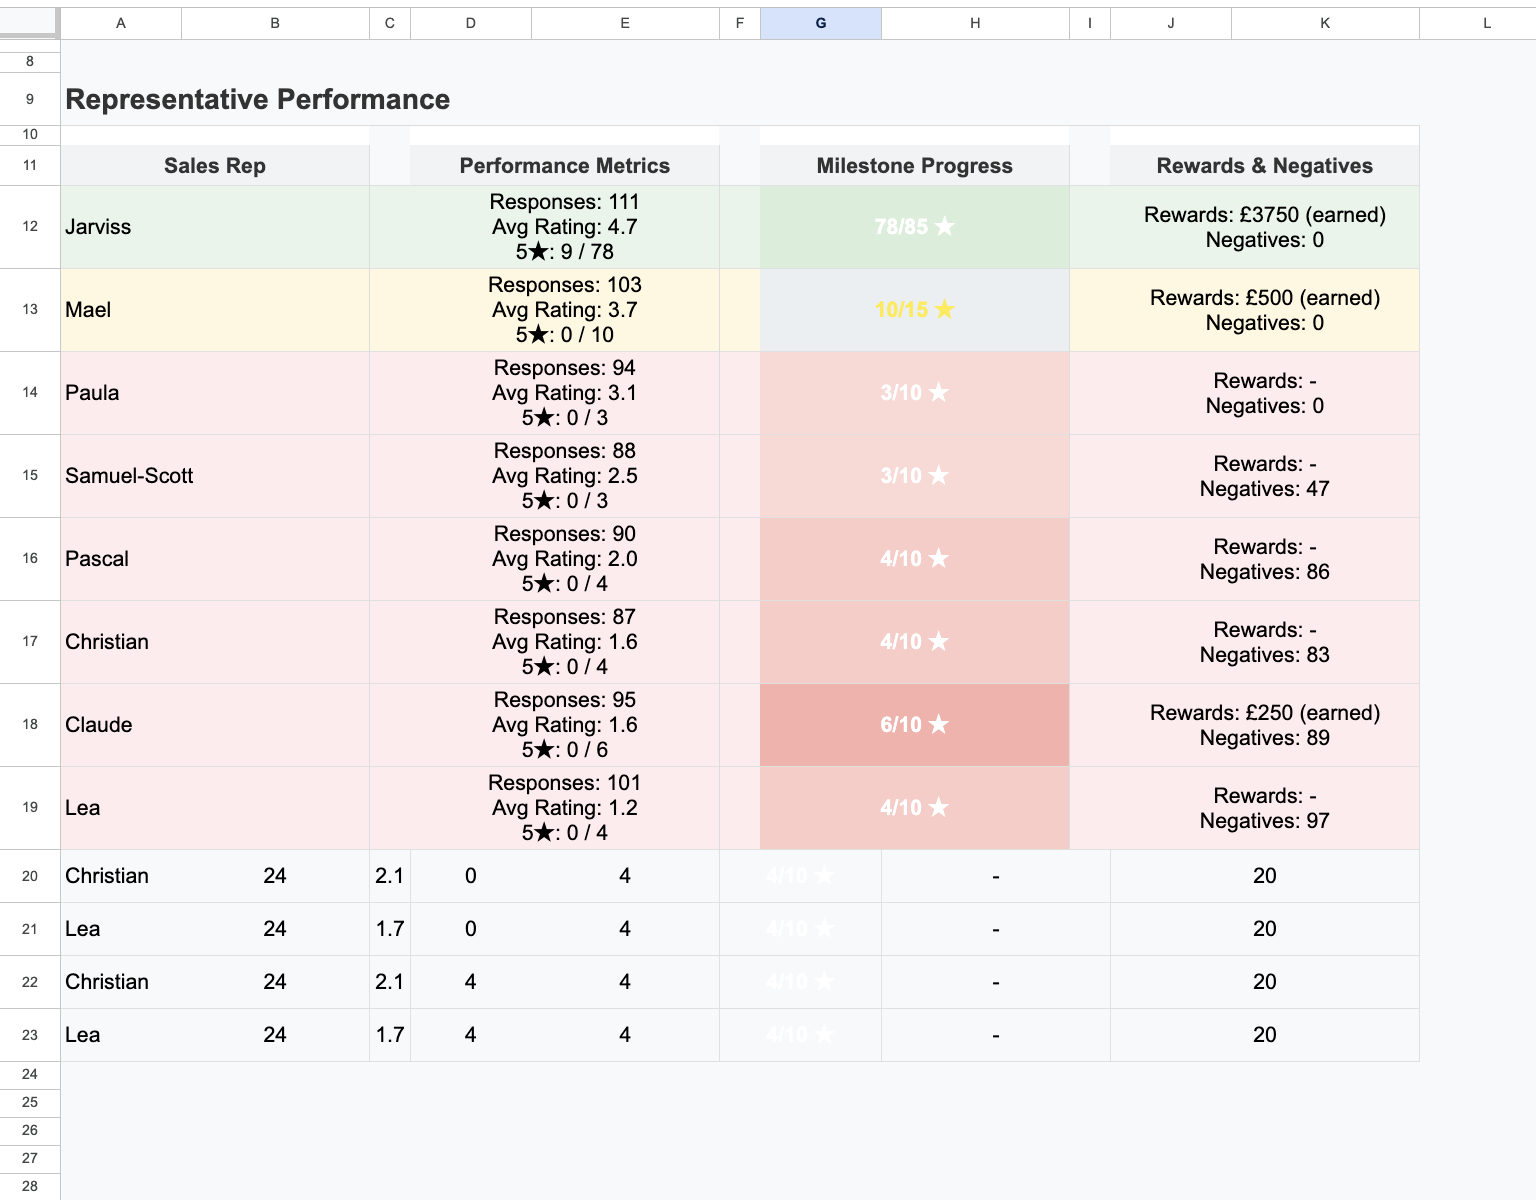 A B C D E F G H I J K L
8
9 Representative Performance
10
11 Sales Rep Performance Metrics Milestone Progress Rewards & Negatives
12 Jarviss
Responses: 111
Avg Rating: 4.7
5★: 9 / 78
78/85 ★
Rewards: £3750 (earned)
Negatives: 0
13 Mael
Responses: 103
Avg Rating: 3.7
5★: 0 / 10
10/15 ★
Rewards: £500 (earned)
Negatives: 0
14 Paula
Responses: 94
Avg Rating: 3.1
5★: 0 / 3
3/10 ★
Rewards: -
Negatives: 0
15 Samuel-Scott
Responses: 88
Avg Rating: 2.5
5★: 0 / 3
3/10 ★
Rewards: -
Negatives: 47
16 Pascal
Responses: 90
Avg Rating: 2.0
5★: 0 / 4
4/10 ★
Rewards: -
Negatives: 86
17 Christian
Responses: 87
Avg Rating: 1.6
5★: 0 / 4
4/10 ★
Rewards: -
Negatives: 83
18 Claude
Responses: 95
Avg Rating: 1.6
5★: 0 / 6
6/10 ★
Rewards: £250 (earned)
Negatives: 89
19 Lea
Responses: 101
Avg Rating: 1.2
5★: 0 / 4
4/10 ★
Rewards: -
Negatives: 97
20 Christian 24 2.1 0 4 4/10 ★ - 20
21 Lea 24 1.7 0 4 4/10 ★ - 20
22 Christian 24 2.1 4 4 4/10 ★ - 20
23 Lea 24 1.7 4 4 4/10 ★ - 20
24
25
26
27
28